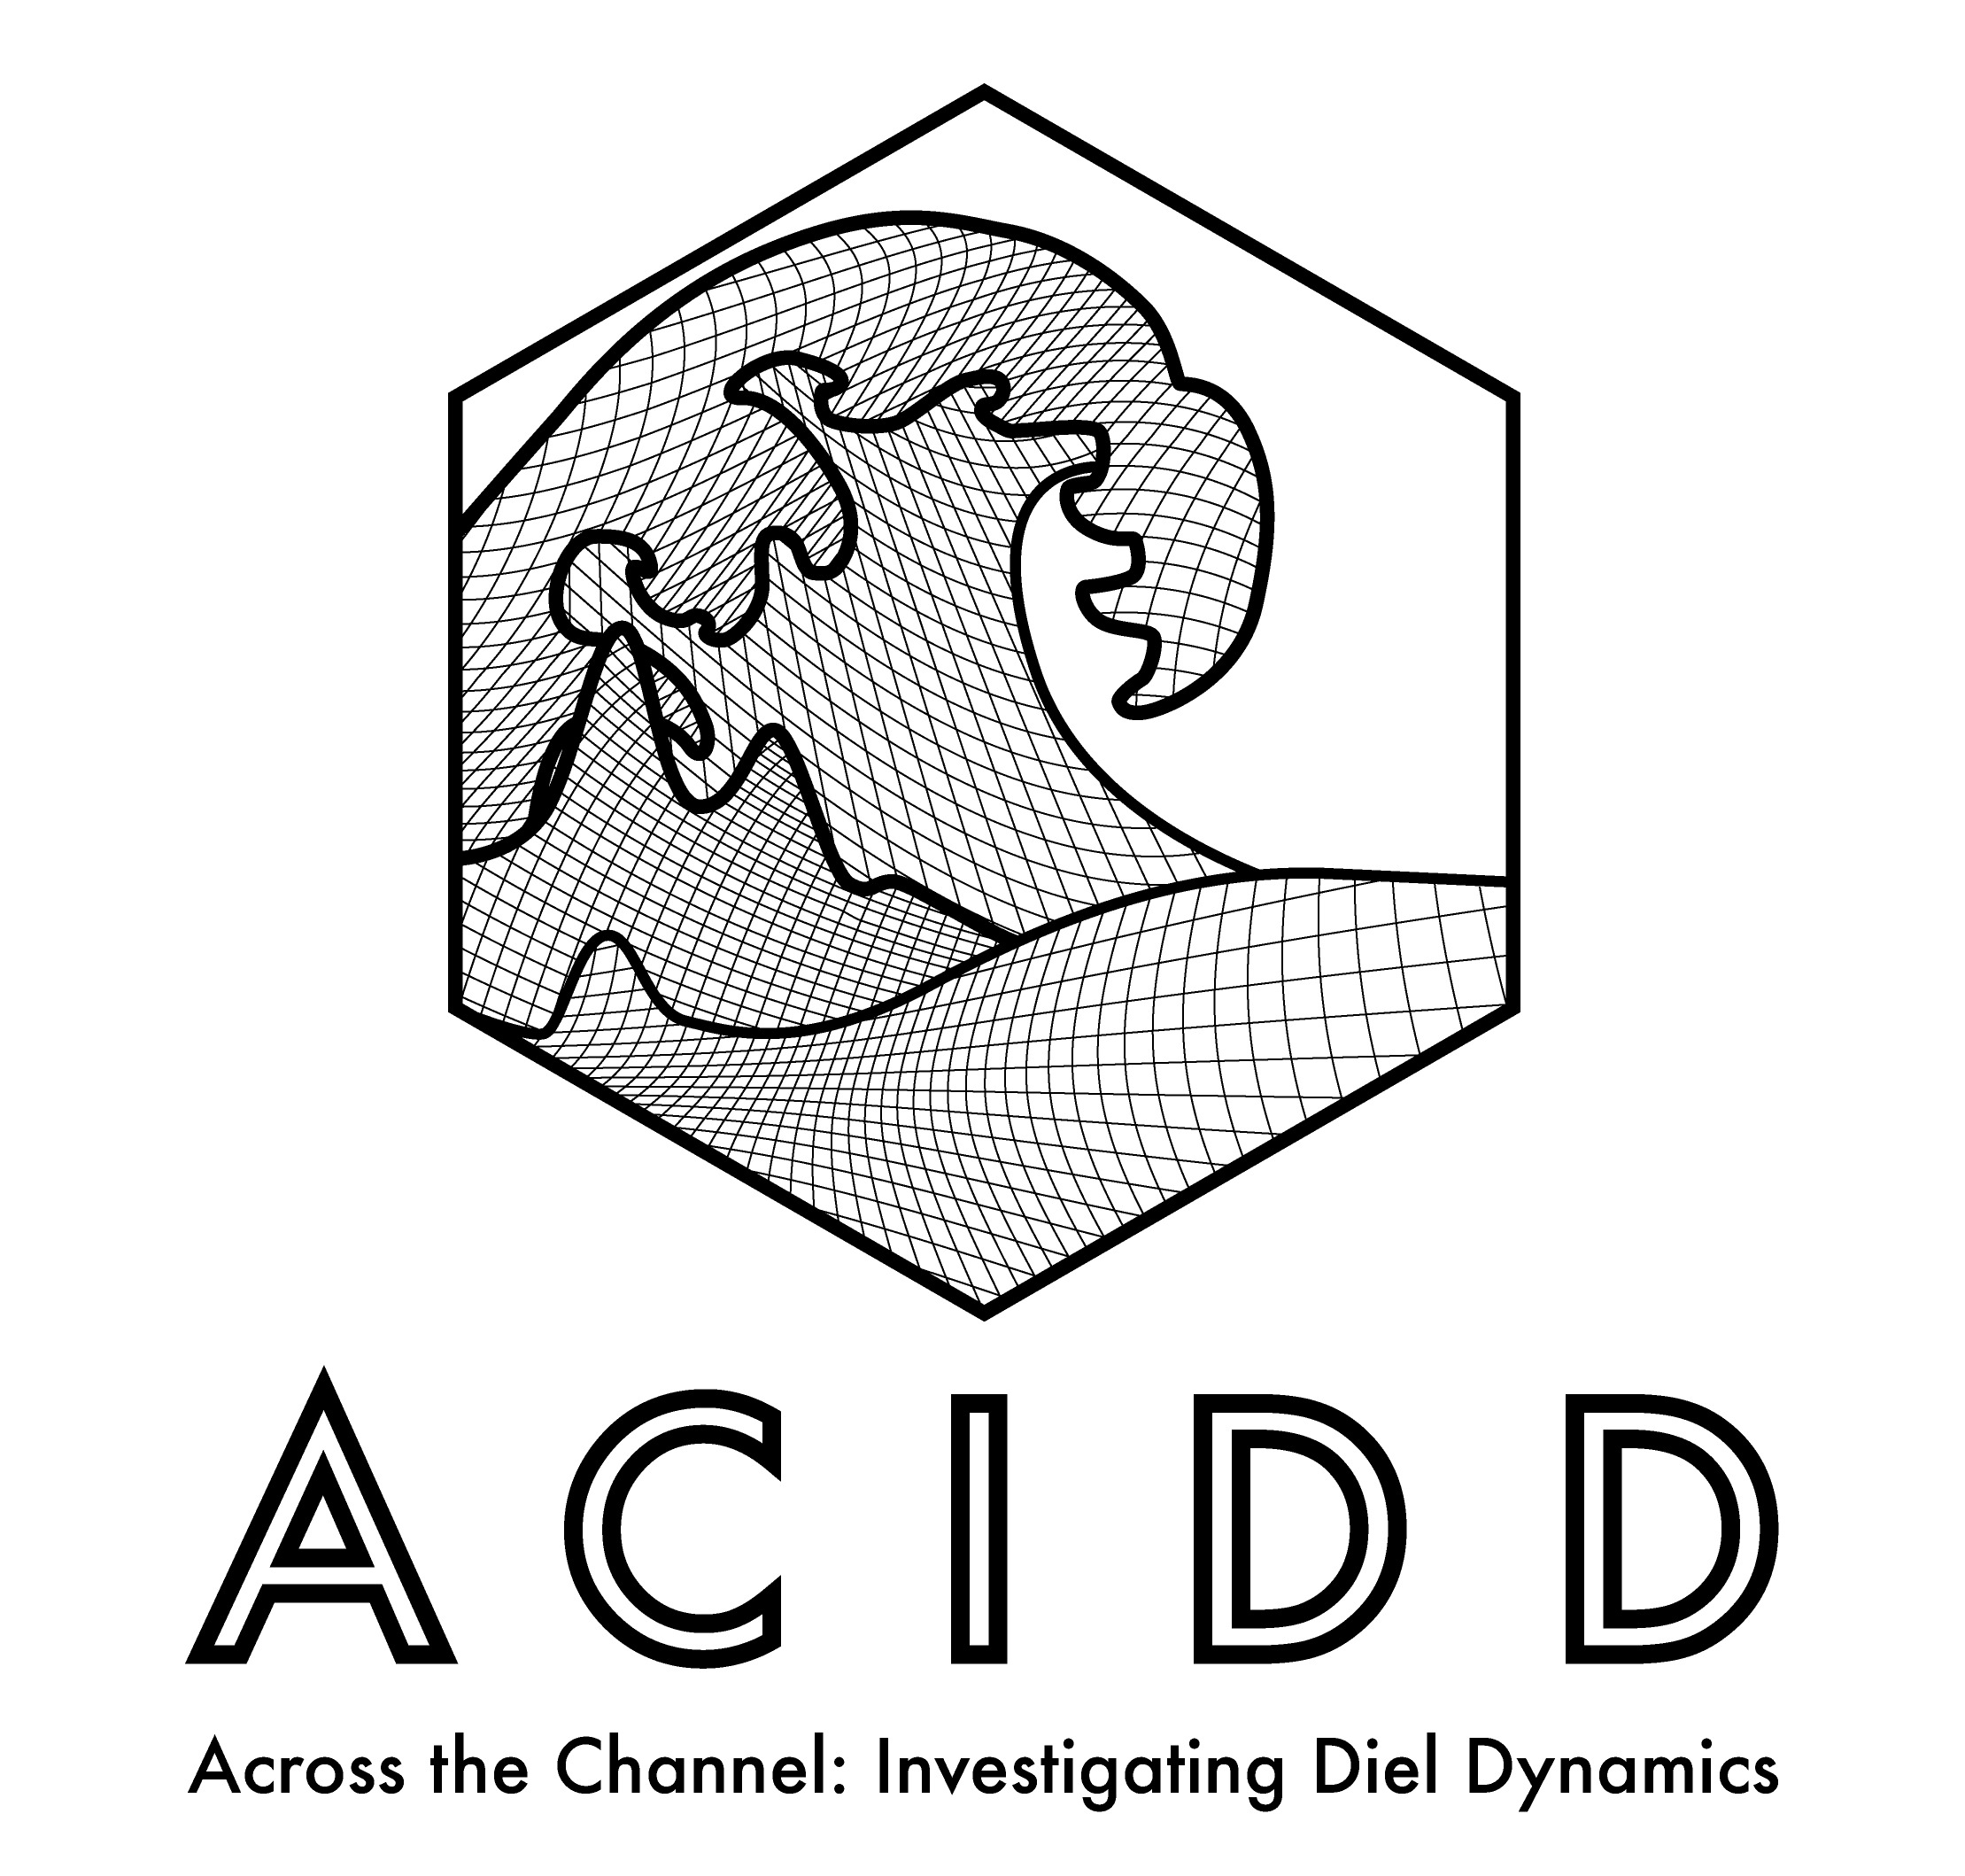 ACIDD
Across the Channel: Investigating Diel Dynamics